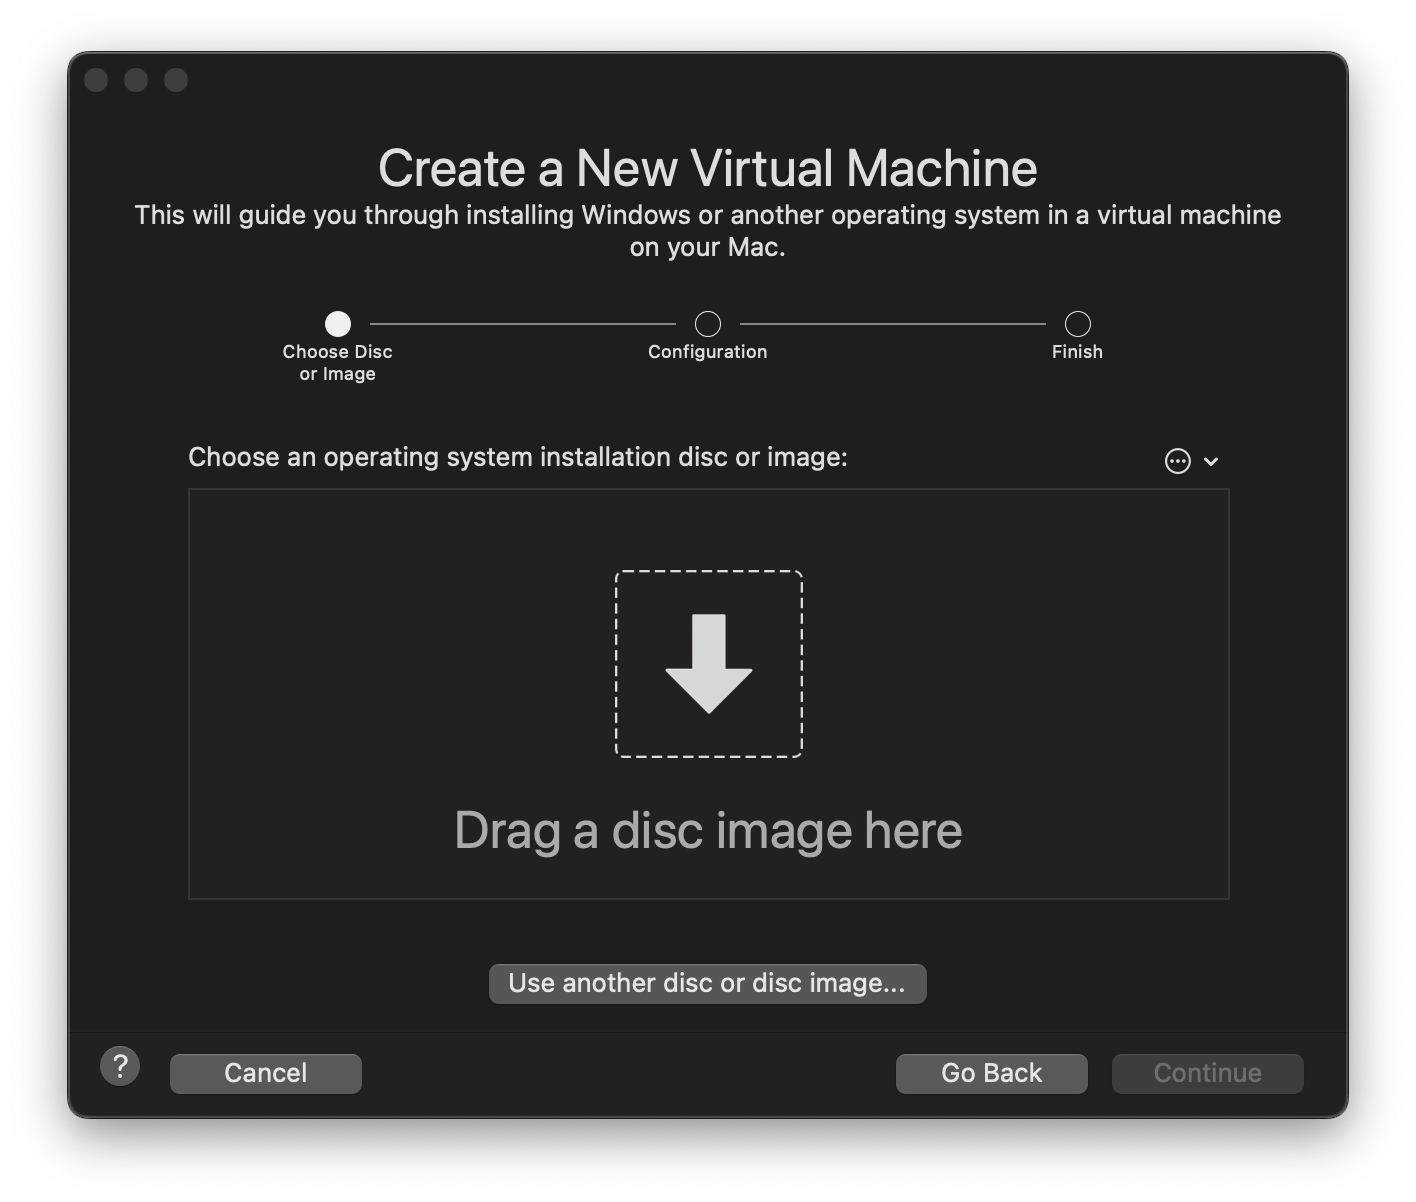 Create a New Virtual Machine
This will guide you through installing Windows or another operating system in a virtual machine
on your Mac.
Choose Disc
or Image
Configuration
Finish
Choose an operating system installation disc or image:
Drag a disc image here
Use another disc or disc image...
?
Cancel
Go Back
Continue